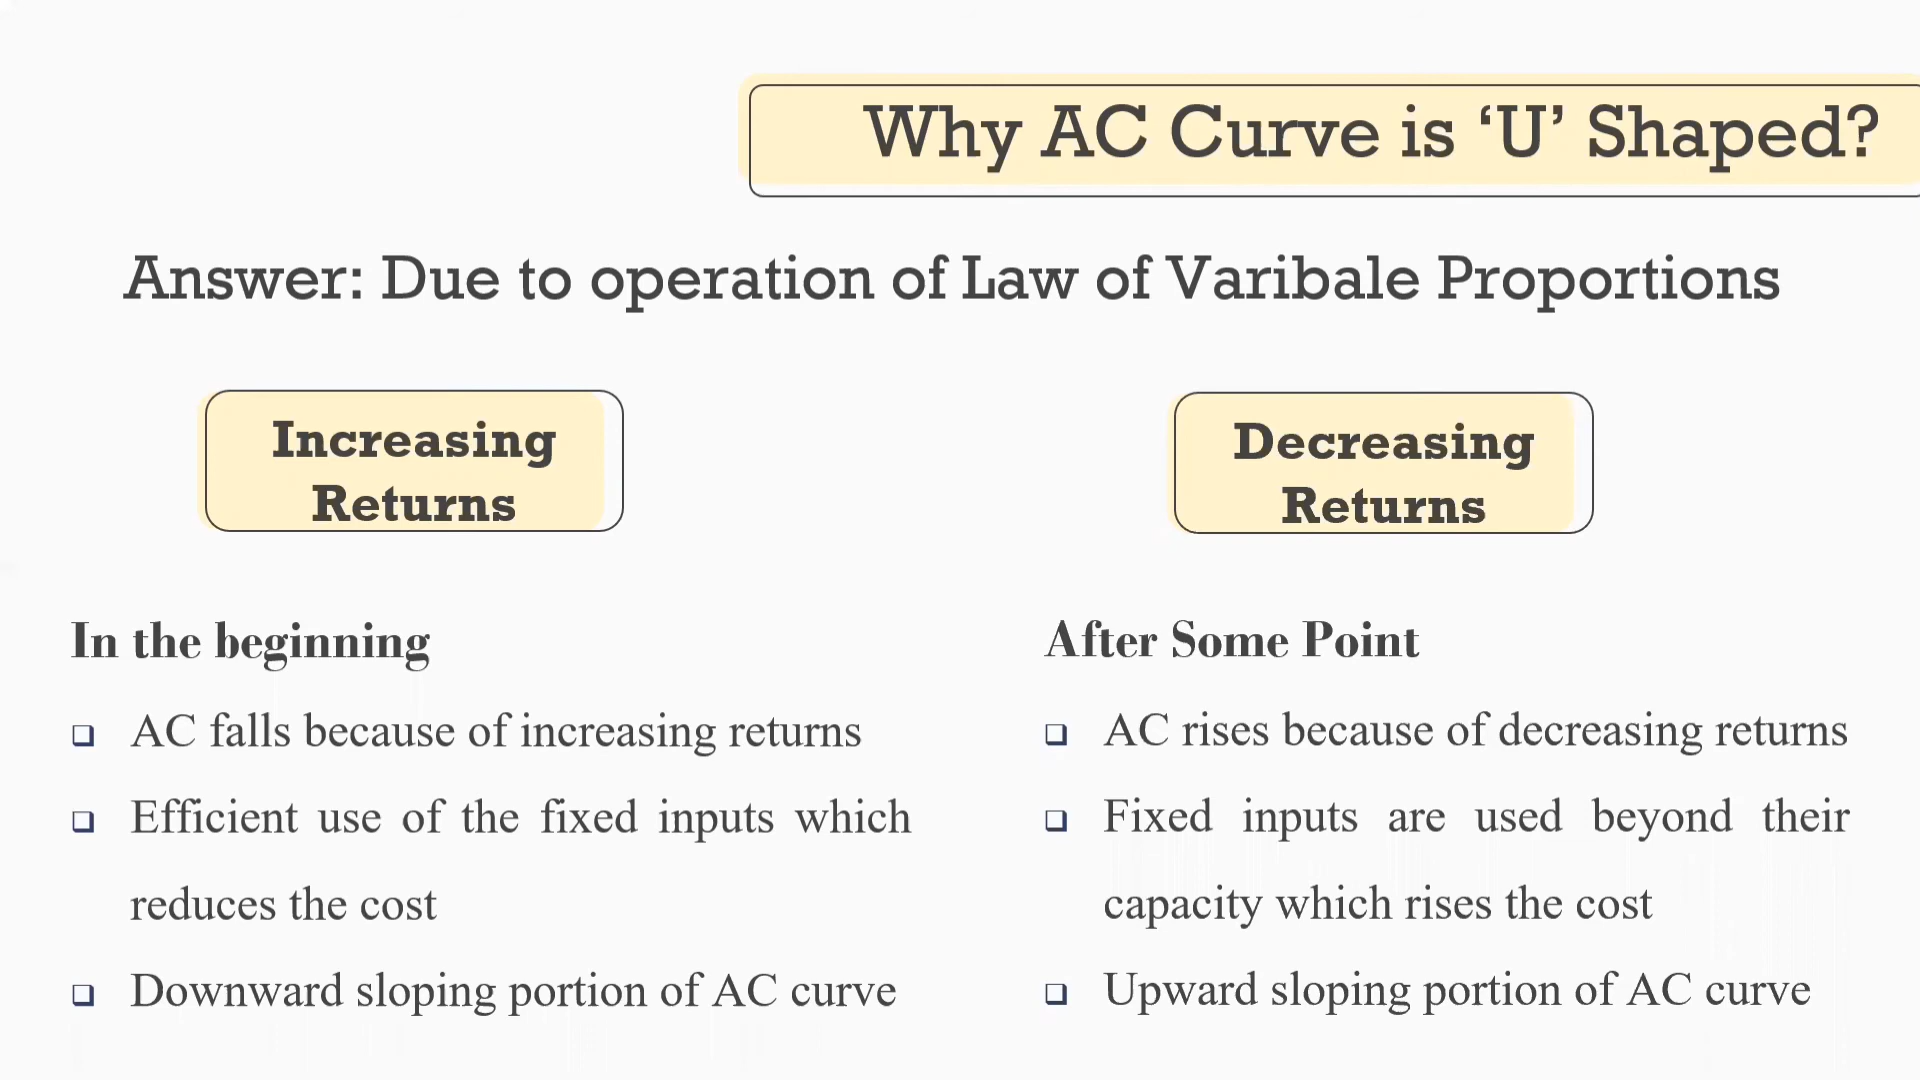 Why AC Curve is ‘U’ Shaped?
Answer: Due to operation of Law of Varibale Proportions
Increasing
Returns
In the beginning
AC falls because of increasing returns
Efficient use of the fixed inputs which
reduces the cost
Downward sloping portion of AC curve
Decreasing
Returns
After Some Point
AC rises because of decreasing returns
Fixed inputs are used beyond their
capacity which rises the cost
Upward sloping portion of AC curve